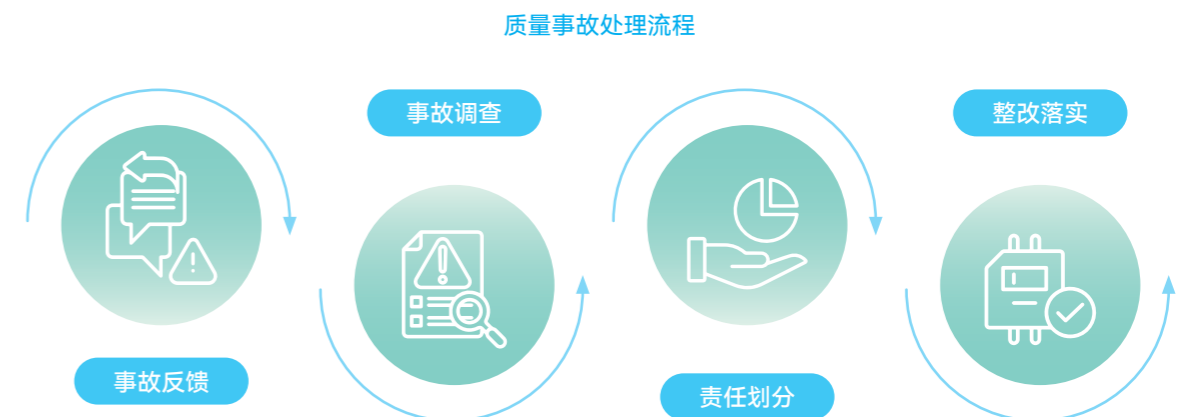 质量事故处理流程
事故反馈
事故调查
责任划分
整改落实